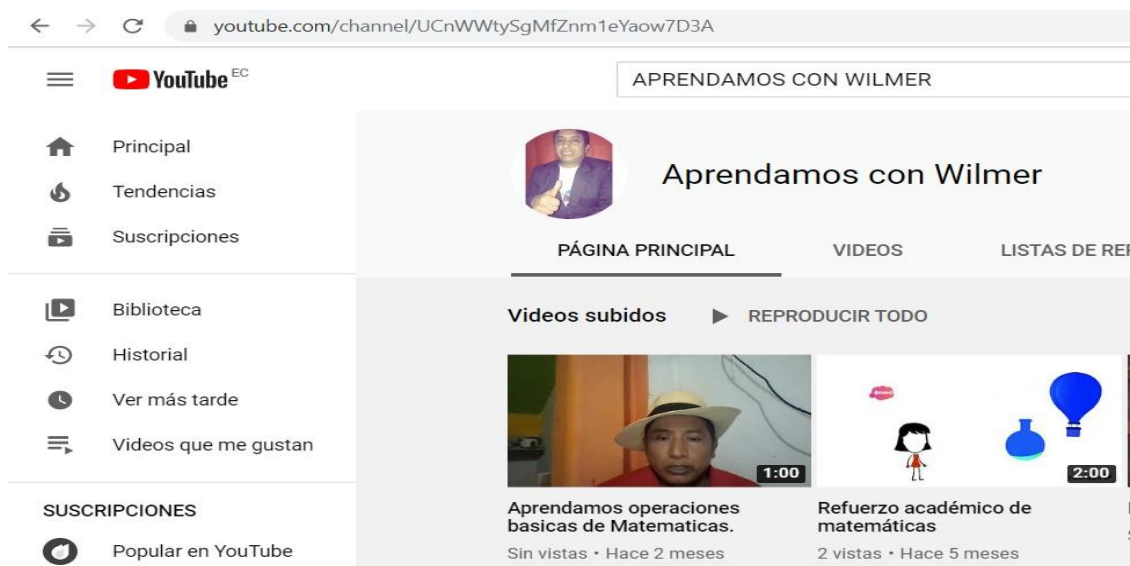 youtube.com/channel/UCnWWtySgMfZnm1eYaow7D3A
YouTube EC
APRENDAMOS CON WILMER
Principal
Tendencias
Suscripciones
Biblioteca
Historial
Ver más tarde
Videos que me gustan
SUSCRIPCIONES
Popular en YouTube
Aprendamos con Wilmer
PÁGINA PRINCIPAL VIDEOS LISTAS DE
Videos subidos REPRODUCIR TODO
1:00
2:00
Aprendamos operaciones
basicas de Matematicas.
Sin vistas • Hace 2 meses
Refuerzo académico de
matemáticas
2 vistas • Hace 5 meses